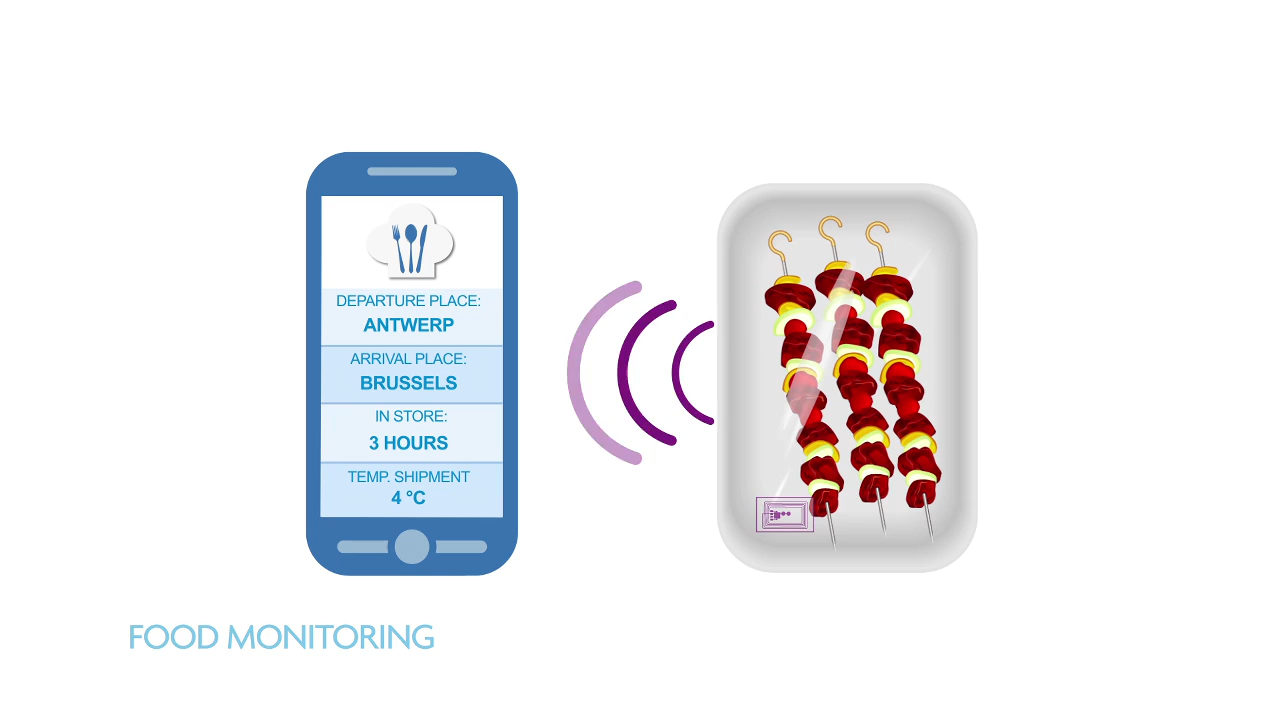 DEPARTURE PLACE:
ANTWERP
ARRIVAL PLACE:
BRUSSELS
IN STORE:
3 HOURS
TEMP. SHIPMENT
4 °C
FOOD MONITORING